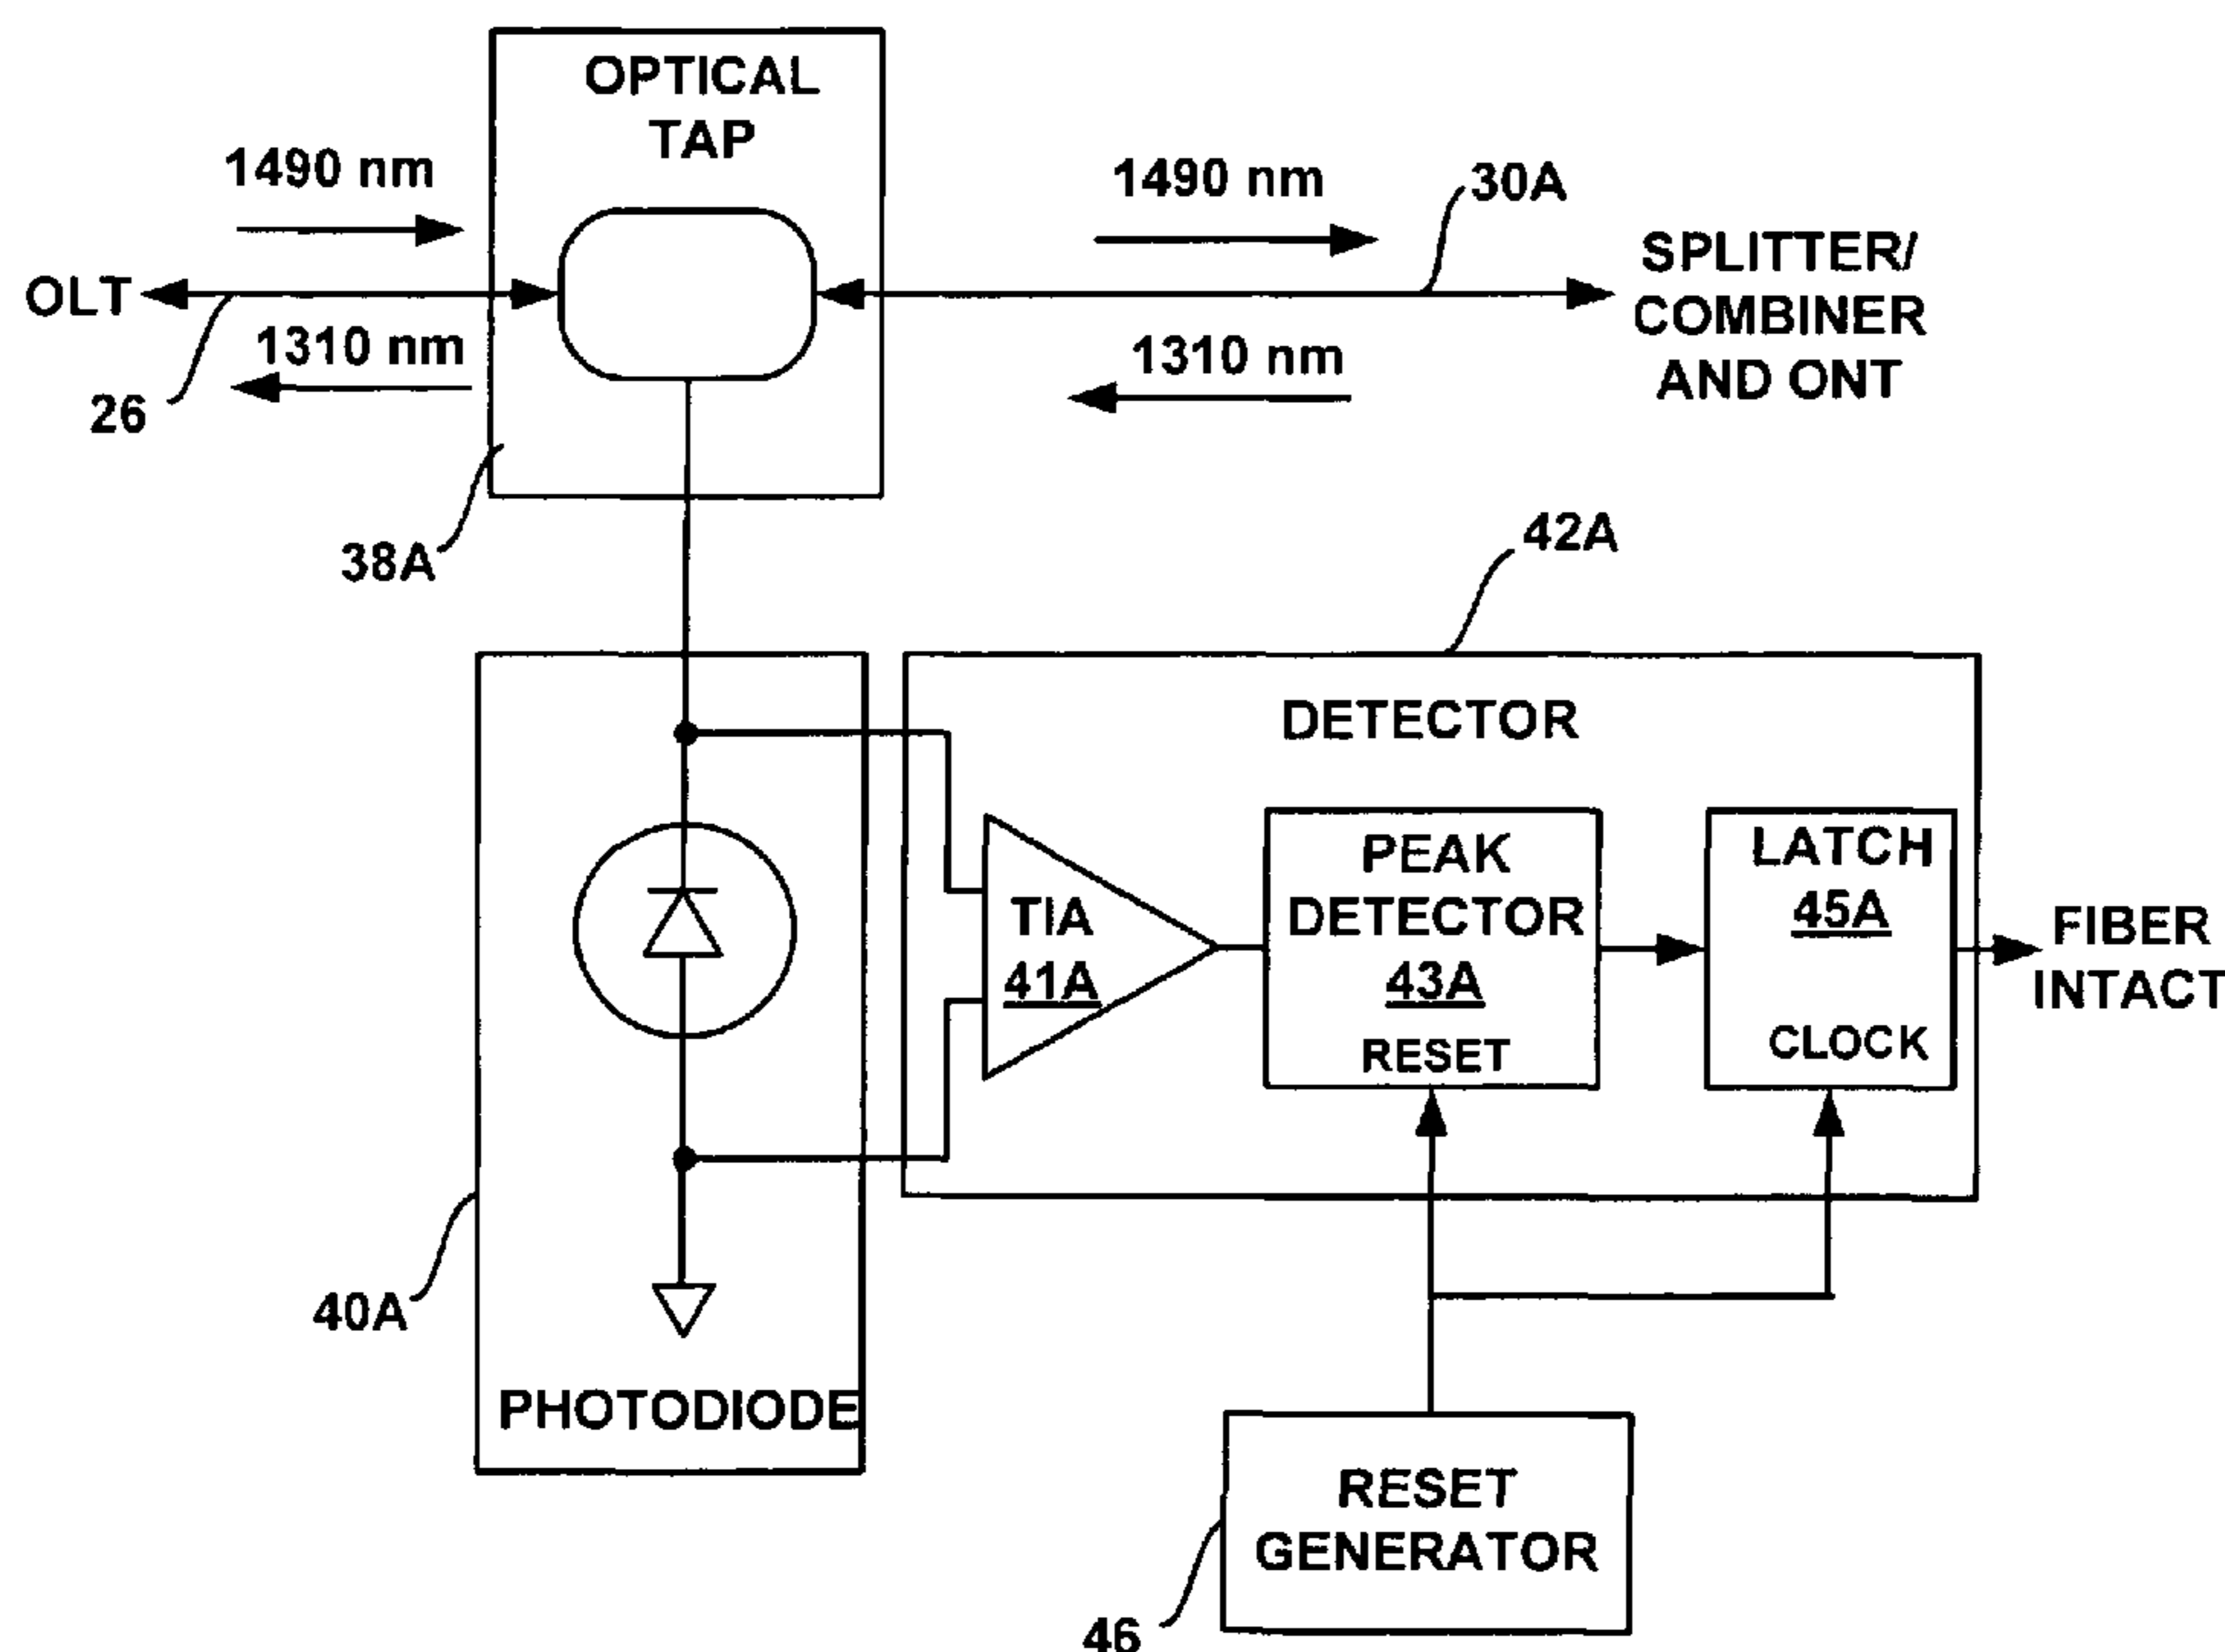 OPTICAL
TAP
1490 nm
1490 nm
30A
OLT
SPLITTER/
COMBINER
AND ONT
1310 nm
1310 nm
26
38A
42A
DETECTOR
PEAK
DETECTOR
43A
RESET
LATCH
45A
CLOCK
TIA
41A
FIBER
INTACT
40A
PHOTODIODE
RESET
GENERATOR
46